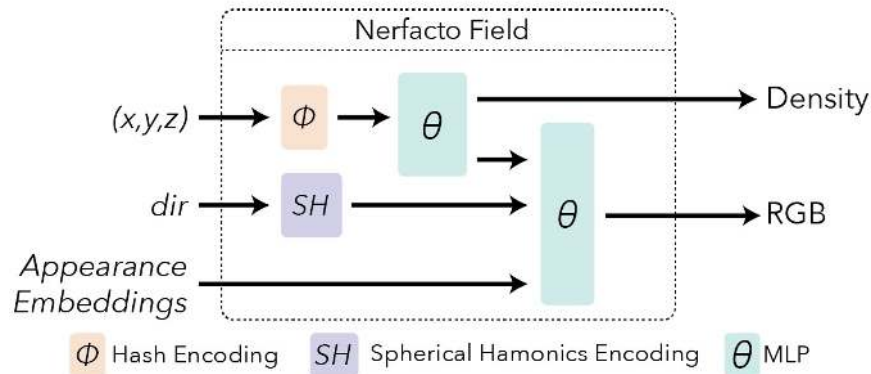 Nerfacto Field
(x,y,z)
Φ
θ
Density
dir
SH
θ
RGB
Appearance
Embeddings
Φ Hash Encoding
SH Spherical Hamonics Encoding
θ MLP